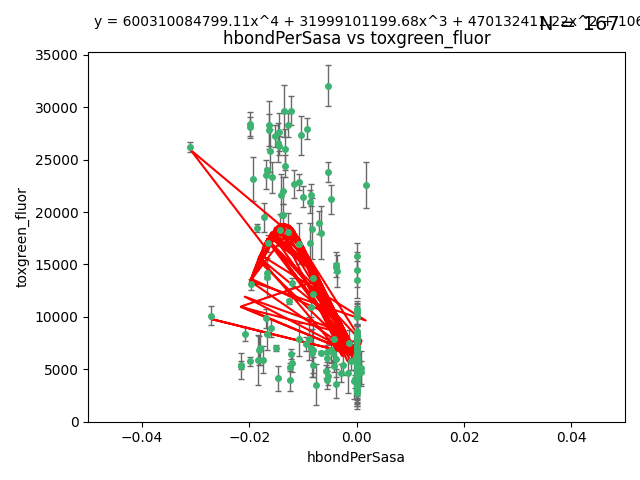 y = 600310084799.11x^4 + 31999101199.68x^3 +
N = 167
hbondPerSasa vs toxgreen_fluor
35000
30000
25000
20000
15000
10000
5000
0
toxgreen_fluor
−0.04 −0.02 0.00 0.02 0.04
hbondPerSasa